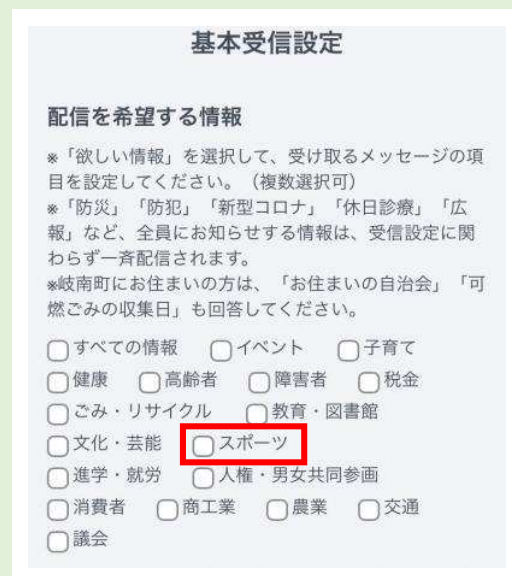 基本受信設定
配信を希望する情報
※「欲しい情報」を選択して、受け取るメッセージの項
目を設定してください。（複数選択可）
※「防災」「防犯」「新型コロナ」「休日診療」「広
報」など、全員にお知らせする情報は、受信設定に関
わらず一斉配信されます。
※岐南町にお住まいの方は、「お住まいの自治会」「可
燃ごみの収集日」も回答してください。
すべての情報 イベント 子育て
健康 高齢者 障害者 税金
ごみ・リサイクル 教育・図書館
文化・芸能 スポーツ
進学・就労 人権・男女共同参画
消費者 商工業 農業 交通
議会